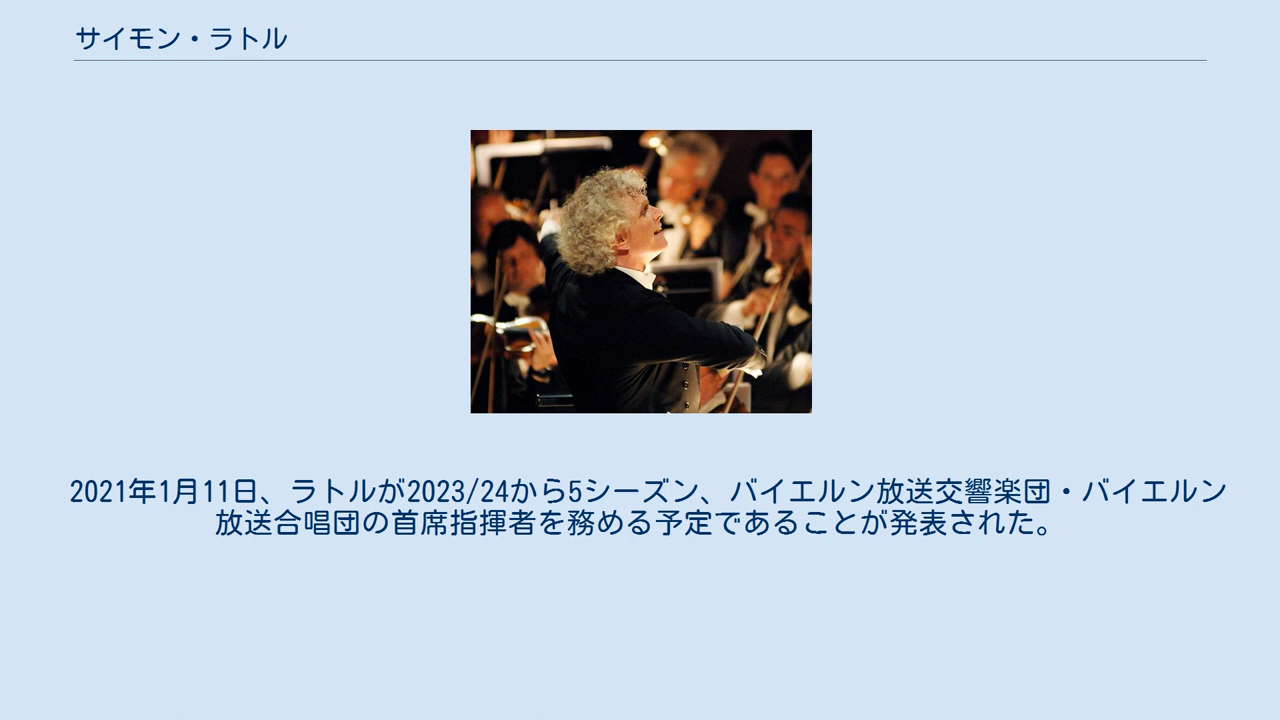 サイモン・ラトル
2021年1月11日、ラトルが2023/24から5シーズン、バイエルン放送交響楽団・バイエルン
放送合唱団の首席指揮者を務める予定であることが発表された。